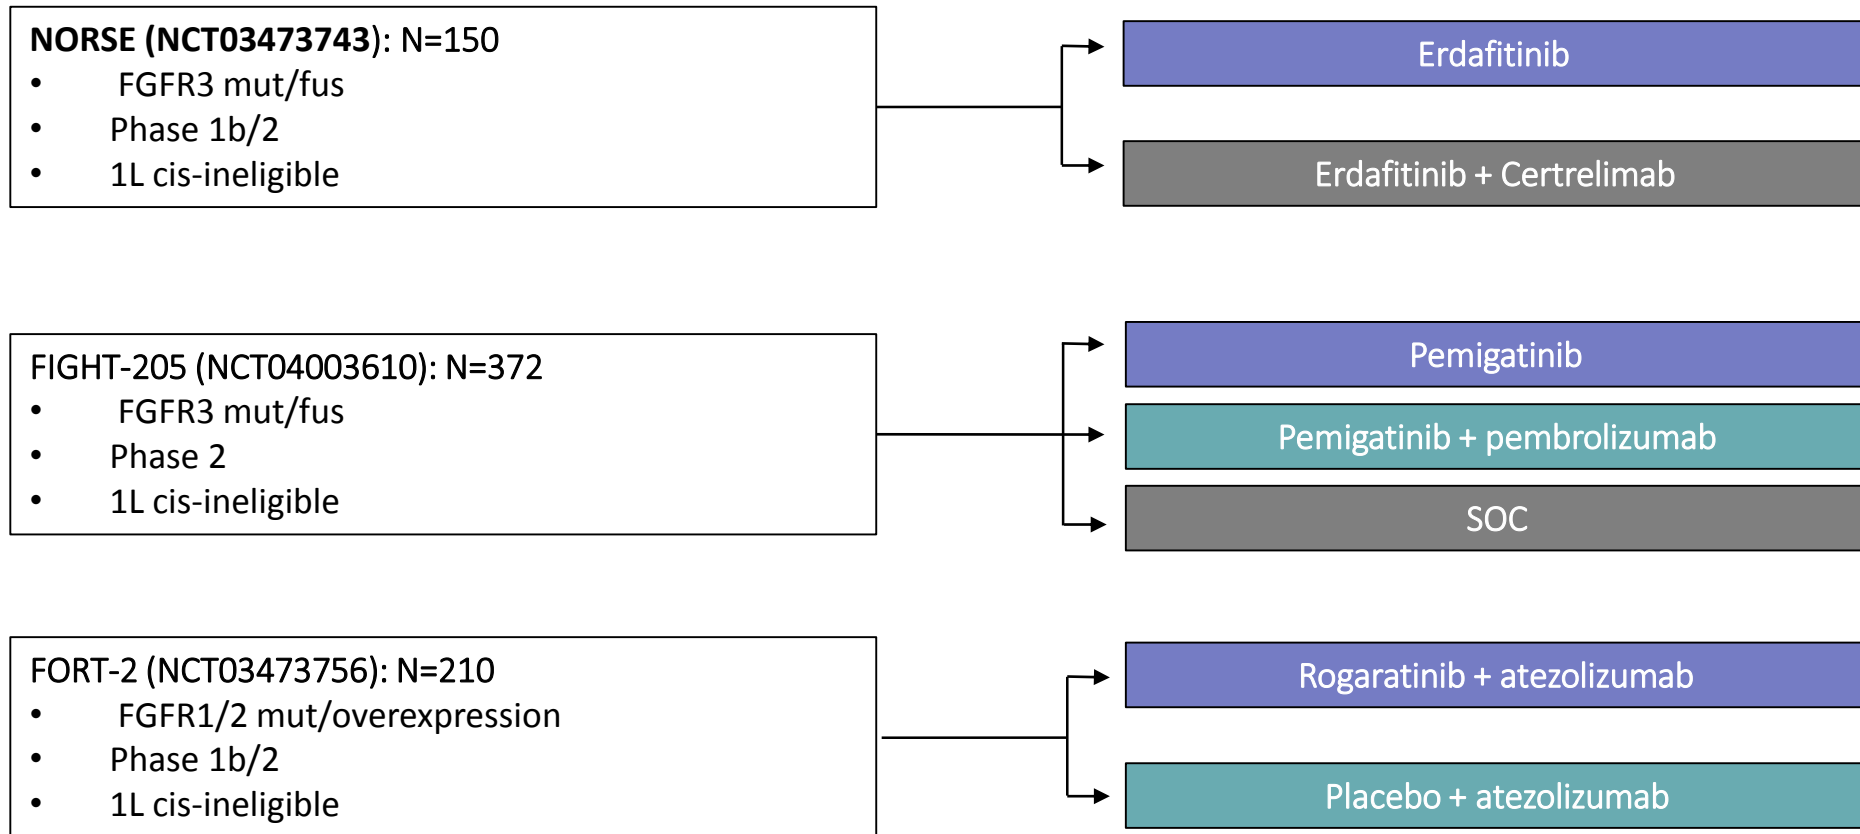 NORSE (NCT03473743): N=150
• FGFR3 mut/fus
• Phase 1b/2
• 1L cis-ineligible
Erdafitinib
Erdafitinib + Certrelimab
FIGHT-205 (NCT04003610): N=372
• FGFR3 mut/fus
• Phase 2
• 1L cis-ineligible
Pemigatinib
Pemigatinib + pembrolizumab
SOC
FORT-2 (NCT03473756): N=210
• FGFR1/2 mut/overexpression
• Phase 1b/2
• 1L cis-ineligible
Rogaratinib + atezolizumab
Placebo + atezolizumab